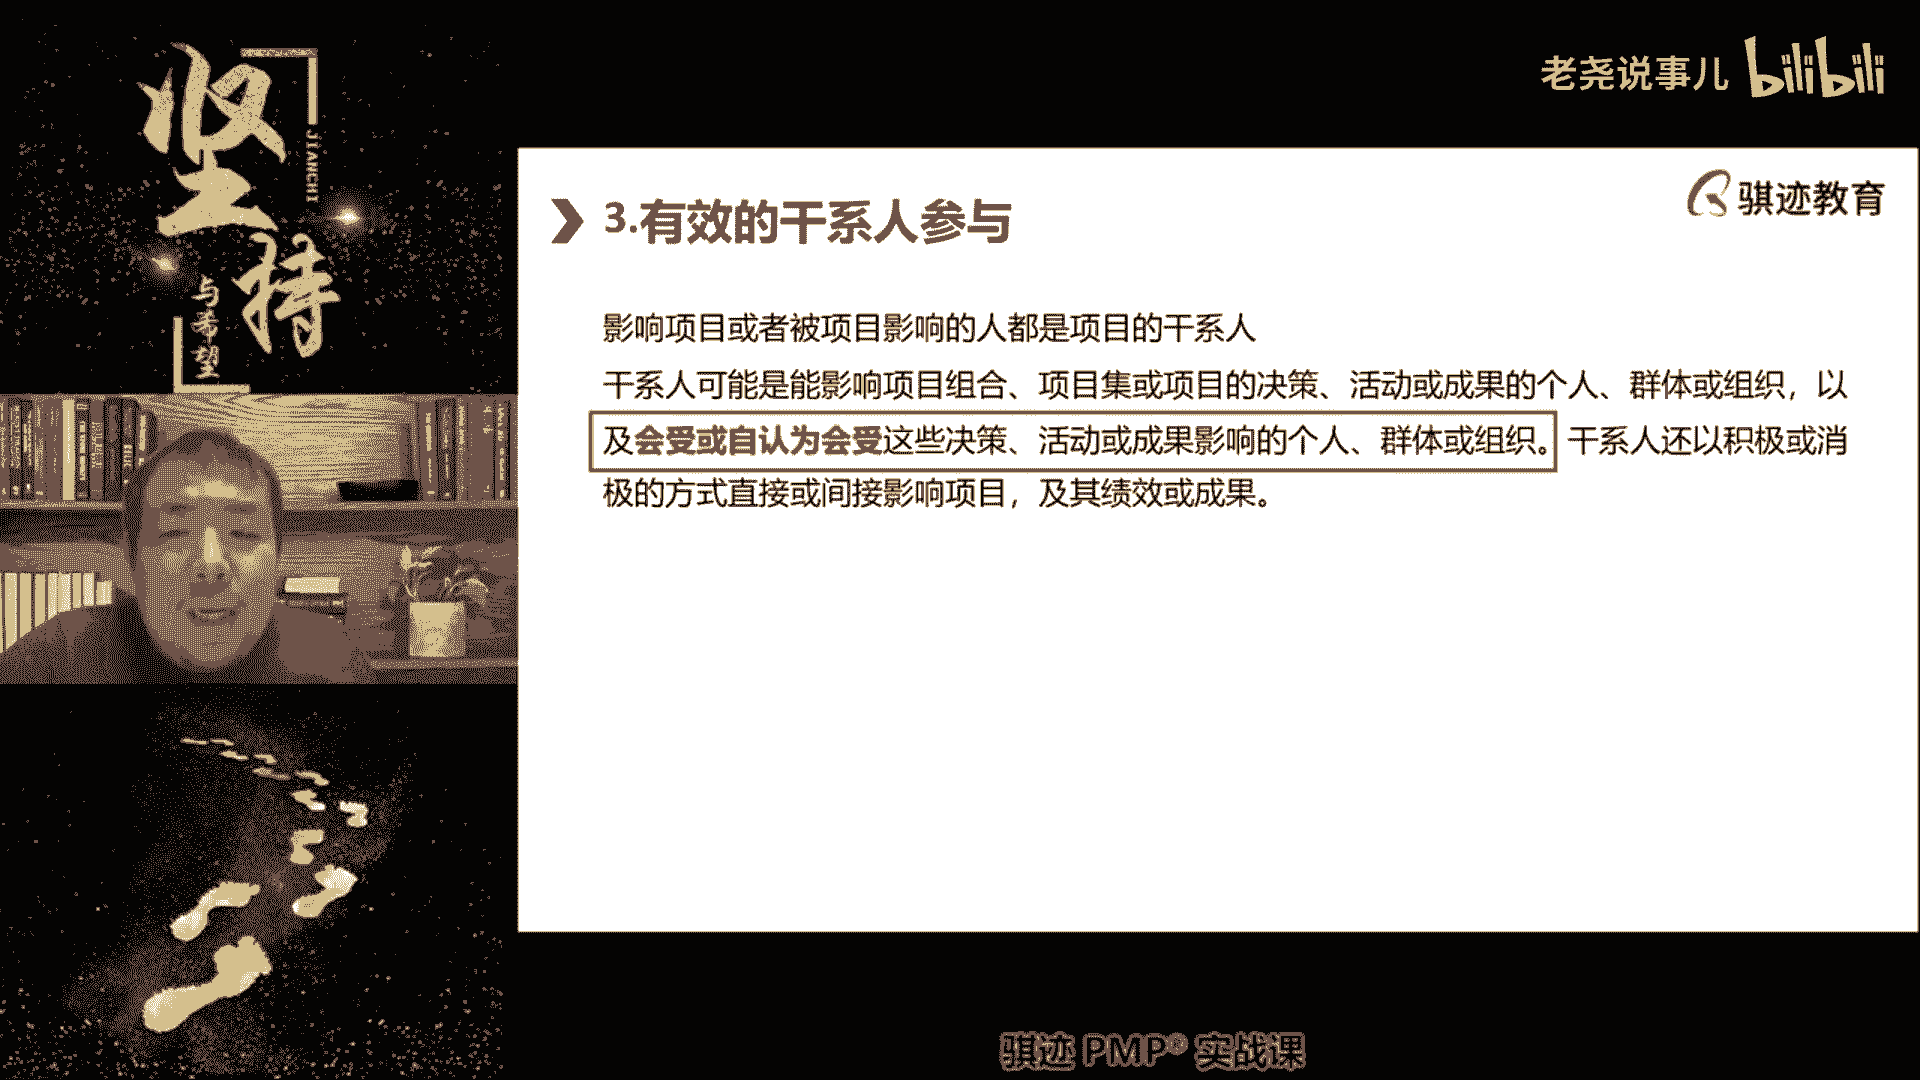 坚持
JIANCHI
与希望
老尧说事儿 bilibili
骐迹教育
3.有效的干系人参与
影响项目或者被项目影响的人都是项目的干系人
干系人可能是能影响项目组合、项目集或项目的决策、活动或成果的个人、群体或组织，以
及会受或自认为会受这些决策、活动或成果影响的个人、群体或组织。干系人还以积极或消
极的方式直接或间接影响项目，及其绩效或成果。
骐迹 PMP® 实战课